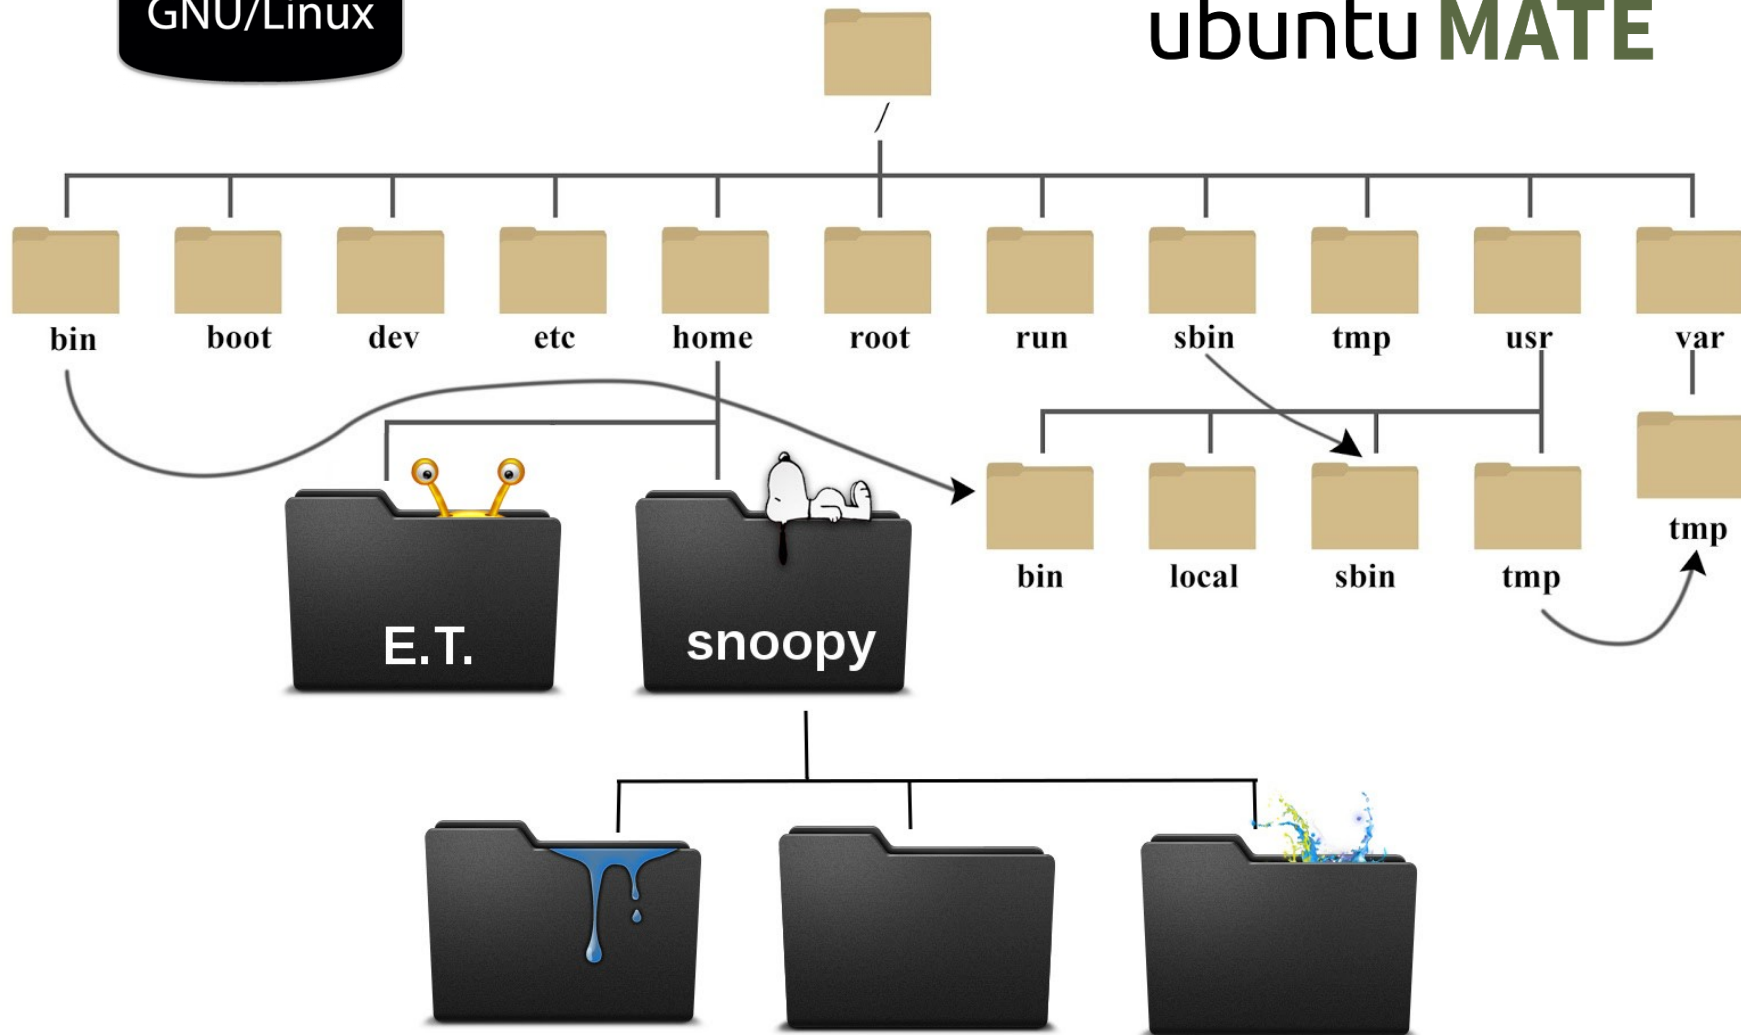 GNU/Linux
ubuntu MATE
/
bin boot dev etc home root run sbin tmp usr var
tmp
bin local sbin tmp
E.T. snoopy